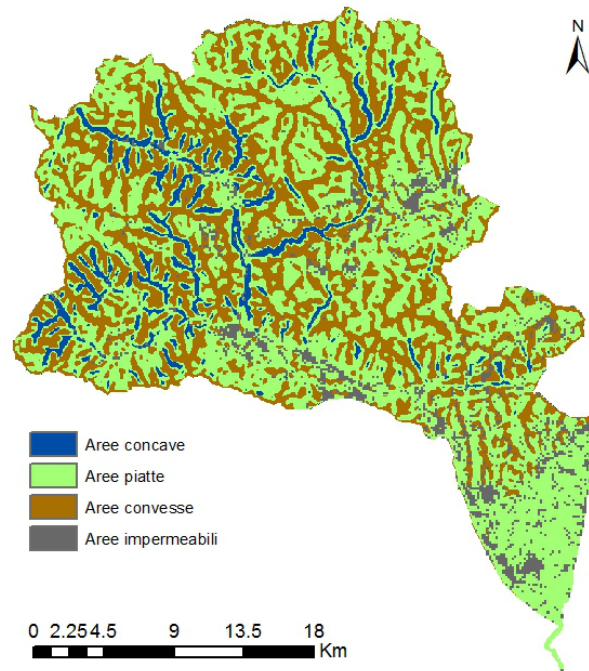 N
Aree concave
Aree piatte
Aree convesse
Aree impermeabili
0 2.25 4.5 9 13.5 18
Km